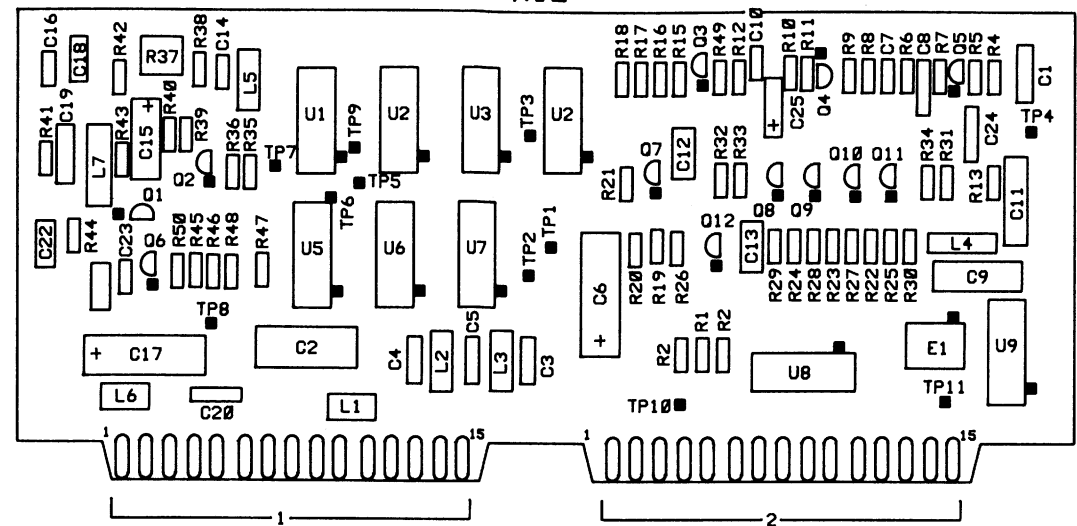 C16
C18
R42
R37
R38
C14
L5
R41
C19
L7
R43
C15
+
R40
R39
Q1
Q2
R36
R35
TP7
U1
TP9
TP5
TP6
U2
U3
TP3
U2
R18
R17
R16
R15
Q3
R49
R12
C10
R10
R11
Q4
C25
+
R9
R8
C7
R6
C8
R7
Q5
R5
R4
C1
TP4
C24
R21
Q7
C12
R32
R33
Q8
Q9
Q10
Q11
R34
R31
R13
C11
C22
R44
C23
Q6
R50
R45
R46
R48
R47
TP8
U5
U6
U7
TP2
TP1
C6
+
R20
R19
R26
Q12
C13
R29
R24
R28
R23
R27
R22
R25
R30
L4
C9
+
C17
C2
C4
L2
C5
L3
C3
R2
R1
R2
U8
E1
U9
L6
C20
L1
TP10
TP11
1
15
1
15
1
2